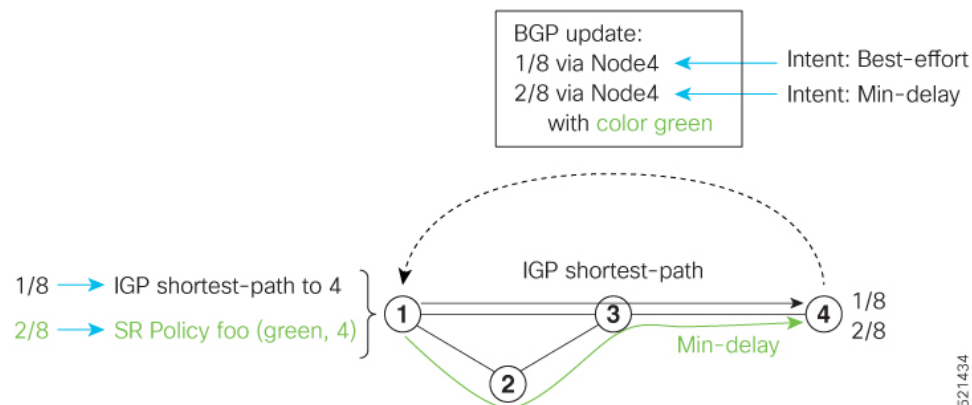 BGP update:
1/8 via Node4
Intent: Best-effort
2/8 via Node4
Intent: Min-delay
with color green
IGP shortest-path
1/8
IGP shortest-path to 4
2/8
SR Policy foo (green, 4)
1
3
4
1/8
2/8
Min-delay
2
521434